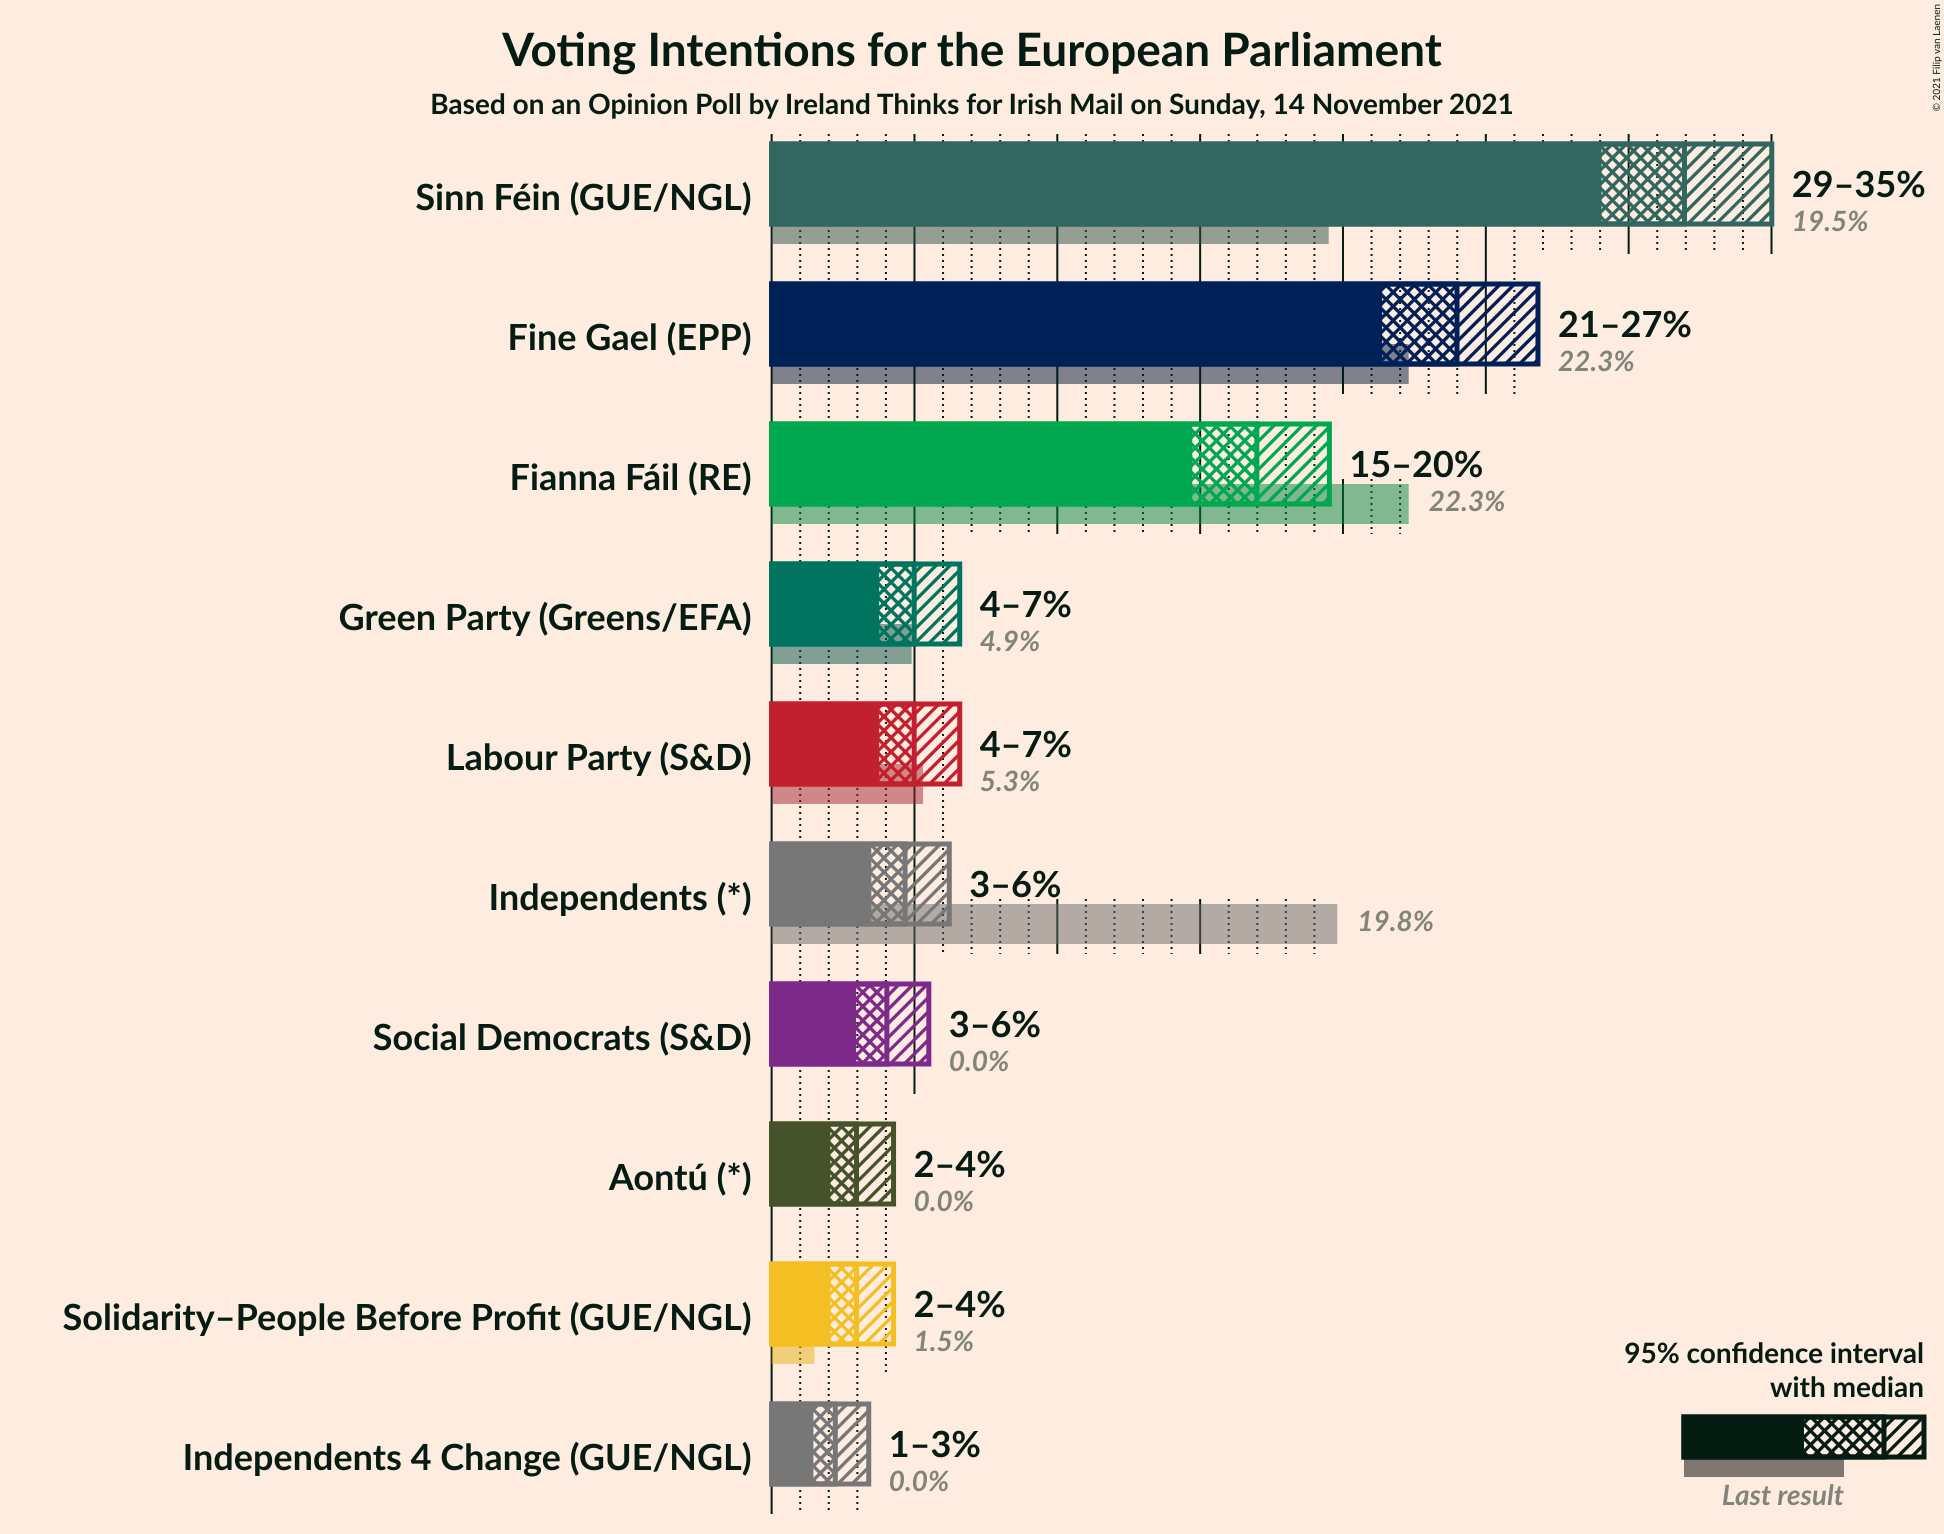 Voting Intentions for the European Parliament
Based on an Opinion Poll by Ireland Thinks for Irish Mail on Sunday, 14 November 2021
© 2021 Filip van Laenen
Sinn Féin (GUE/NGL)
29–35%
19.5%
Fine Gael (EPP)
21–27%
22.3%
Fianna Fáil (RE)
15–20%
22.3%
Green Party (Greens/EFA)
4–7%
4.9%
Labour Party (S&D)
4–7%
5.3%
Independents (*)
3–6%
19.8%
Social Democrats (S&D)
3–6%
0.0%
Aontú (*)
2–4%
0.0%
Solidarity–People Before Profit (GUE/NGL)
2–4%
1.5%
Independents 4 Change (GUE/NGL)
1–3%
0.0%
95% confidence interval
with median
Last result